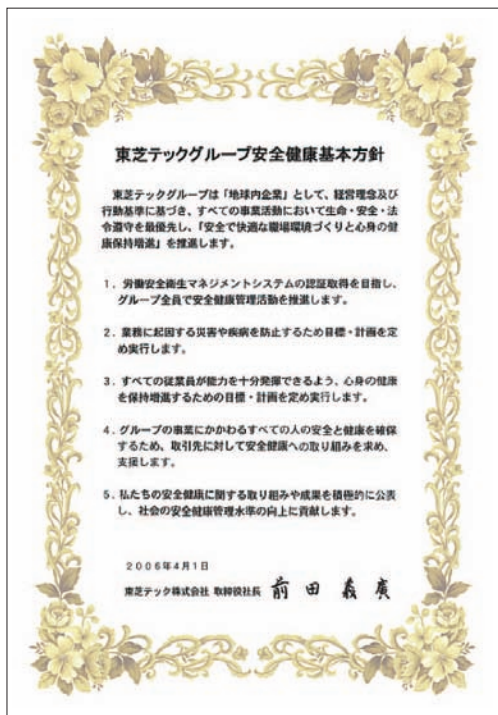 東芝テックグループ安全健康基本方針
東芝テックグループは「地球内企業」として、経営理念及び
行動基準に基づき、すべての事業活動において生命・安全・法
令遵守を最優先し、「安全で快適な職場環境づくりと心身の健
康保持増進」を推進します。
1．労働安全衛生マネジメントシステムの認証取得を目指し、
グループ全員で安全健康管理活動を推進します。
2．業務に起因する災害や疾病を防止するため目標・計画を定
め実行します。
3．すべての従業員が能力を十分発揮できるよう、心身の健康
を保持増進するための目標・計画を定め実行します。
4．グループの事業にかかわるすべての人の安全と健康を確保
するため、取引先に対して安全健康への取り組みを求め、
支援します。
5．私たちの安全健康に関する取り組みや成果を積極的に公表
し、社会の安全健康管理水準の向上に貢献します。
2006年4月1日
東芝テック株式会社 取締役社長 前田義廣